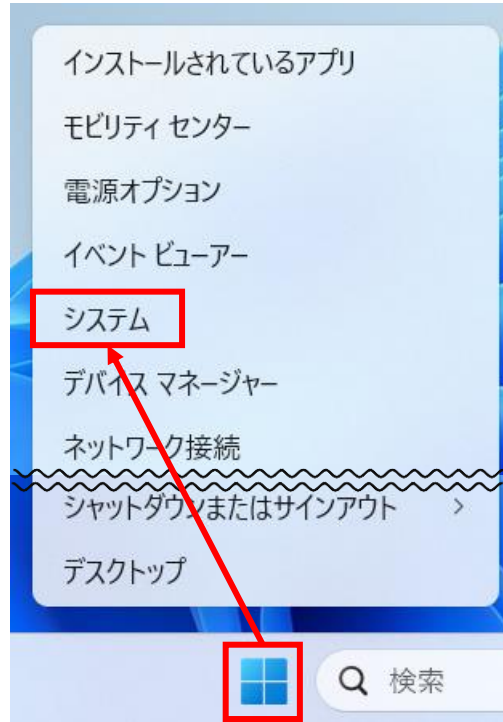 インストールされているアプリ
モビリティ センター
電源オプション
イベント ビューアー
システム
デバイス マネージャー
ネットワーク接続
シャットダウンまたはサインアウト
デスクトップ
検索